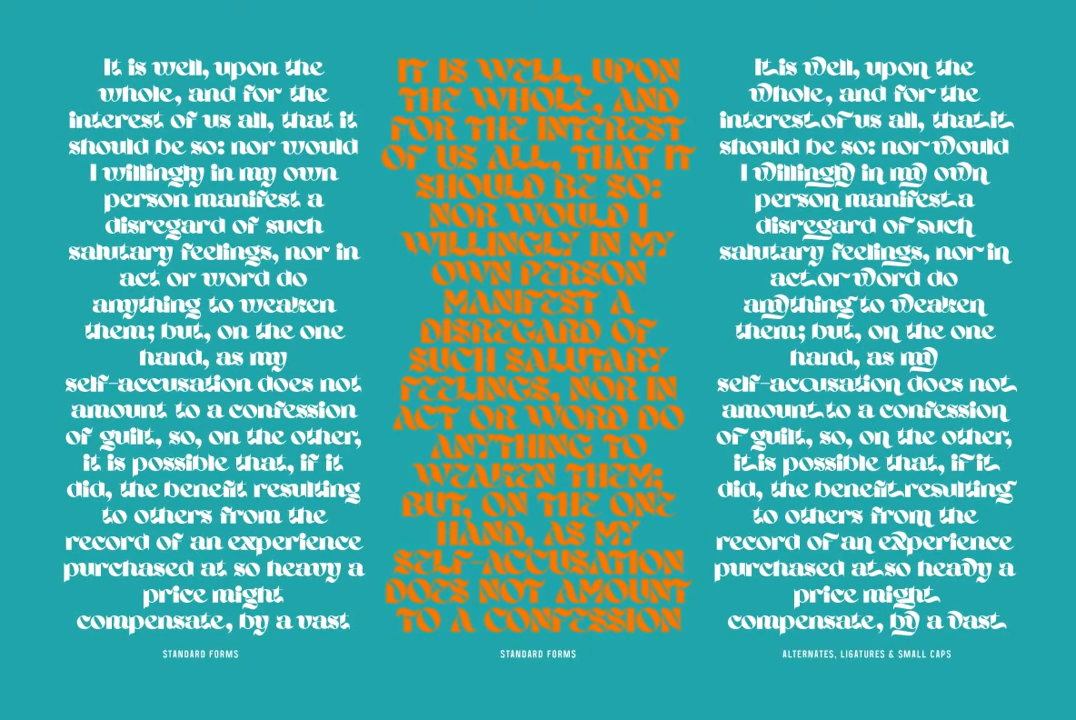 It is well, upon the
whole, and for the
interest of us all, that it
should be so: nor would
I willingly in my own
person manifest a
disregard of such
salutary feelings, nor in
act or word do
anything to weaken
them; but, on the one
hand, as my
self-accusation does not
amount to a confession
of guilt, so, on the other,
it is possible that, if it
did, the benefit resulting
to others from the
record of an experience
purchased at so heavy a
price might
compensate, by a vast
STANDARD FORMS
IT IS WELL, UPON
THE WHOLE, AND
FOR THE INTEREST
OF US ALL, THAT IT
SHOULD BE SO:
NOR WOULD I
WILLINGLY IN MY
OWN PERSON
MANIFEST A
DISREGARD OF
SUCH SALUTARY
FEELINGS, NOR IN
ACT OR WORD DO
ANYTHING TO
WEAKEN THEM;
BUT, ON THE ONE
HAND, AS MY
SELF-ACCUSATION
DOES NOT AMOUNT
TO A CONFESSION
STANDARD FORMS
It is well, upon the
whole, and for the
interest of us all, that it
should be so: nor would
I willingly in my own
person manifest a
disregard of such
salutary feelings, nor in
act or word do
anything to weaken
them; but, on the one
hand, as my
self-accusation does not
amount to a confession
of guilt, so, on the other,
it is possible that, if it
did, the benefit resulting
to others from the
record of an experience
purchased at so heavy a
price might
compensate, by a vast
ALTERNATES, LIGATURES & SMALL CAPS